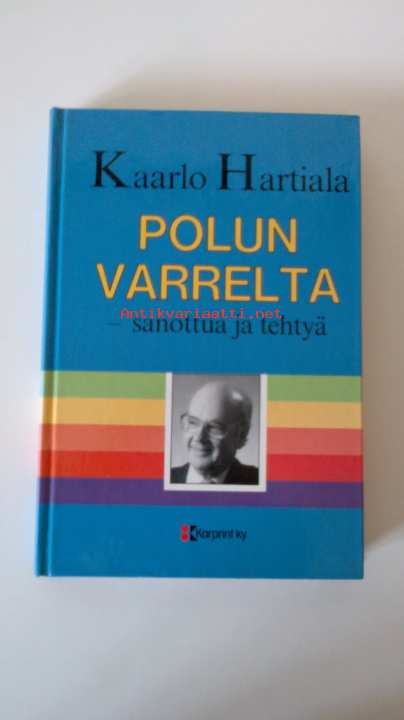 Kaarlo Hartiala
POLUN
VARRELTA
Antikvariaatti.net
– sanottua ja tehtyä
Karprint ky